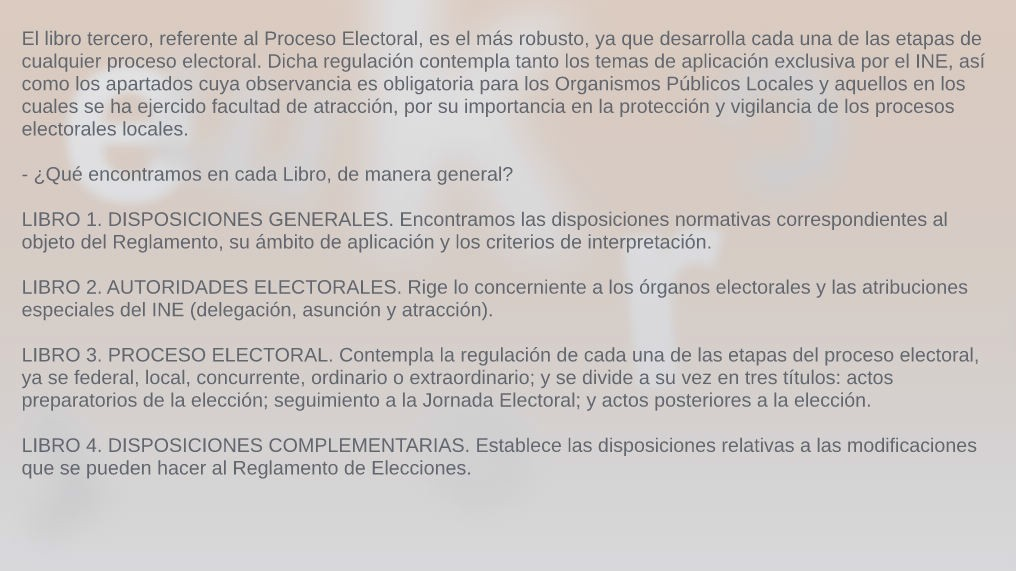 El libro tercero, referente al Proceso Electoral, es el más robusto, ya que desarrolla cada una de las etapas de
cualquier proceso electoral. Dicha regulación contempla tanto los temas de aplicación exclusiva por el INE, así
como los apartados cuya observancia es obligatoria para los Organismos Públicos Locales y aquellos en los
cuales se ha ejercido facultad de atracción, por su importancia en la protección y vigilancia de los procesos
electorales locales.
- ¿Qué encontramos en cada Libro, de manera general?
LIBRO 1. DISPOSICIONES GENERALES. Encontramos las disposiciones normativas correspondientes al
objeto del Reglamento, su ámbito de aplicación y los criterios de interpretación.
LIBRO 2. AUTORIDADES ELECTORALES. Rige lo concerniente a los órganos electorales y las atribuciones
especiales del INE (delegación, asunción y atracción).
LIBRO 3. PROCESO ELECTORAL. Contempla la regulación de cada una de las etapas del proceso electoral,
ya se federal, local, concurrente, ordinario o extraordinario; y se divide a su vez en tres títulos: actos
preparatorios de la elección; seguimiento a la Jornada Electoral; y actos posteriores a la elección.
LIBRO 4. DISPOSICIONES COMPLEMENTARIAS. Establece las disposiciones relativas a las modificaciones
que se pueden hacer al Reglamento de Elecciones.